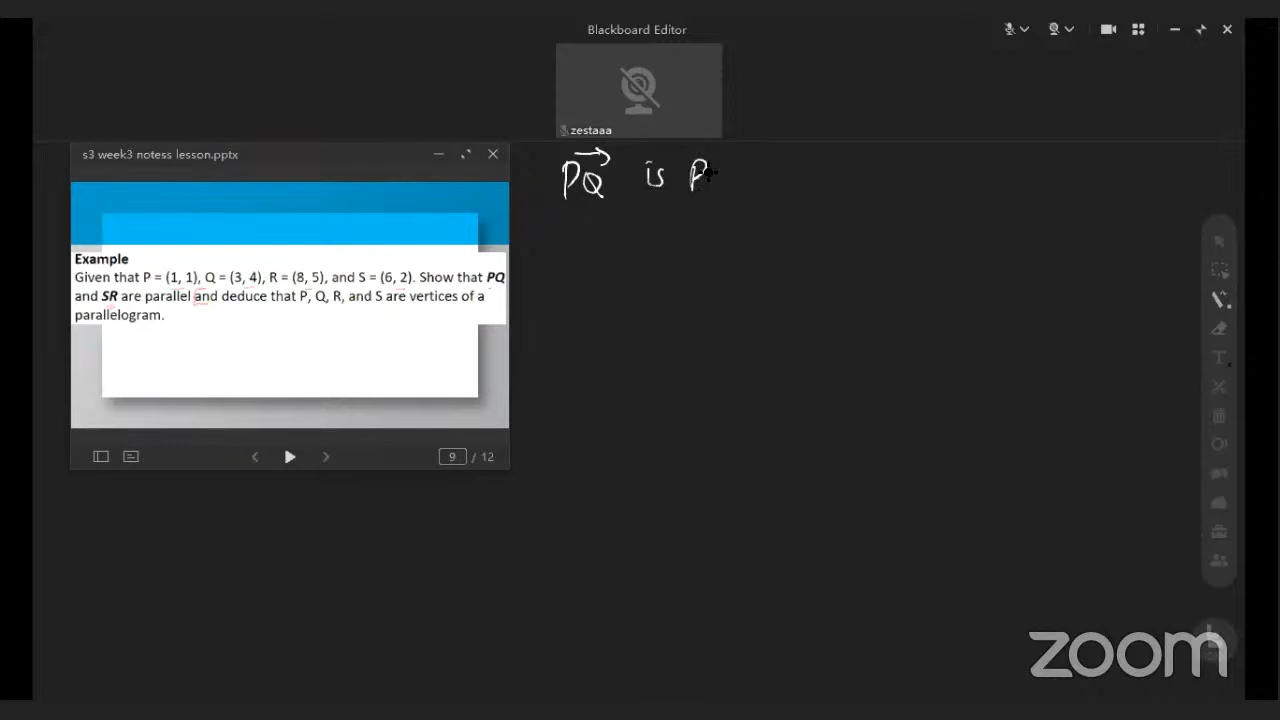 Blackboard Editor
zestaaa
s3 week3 notess lesson.pptx
PQ is P
Example
Given that P = (1, 1), Q = (3, 4), R = (8, 5), and S = (6, 2). Show that PQ
and SR are parallel and deduce that P, Q, R, and S are vertices of a
parallelogram.
9 / 12
zoom